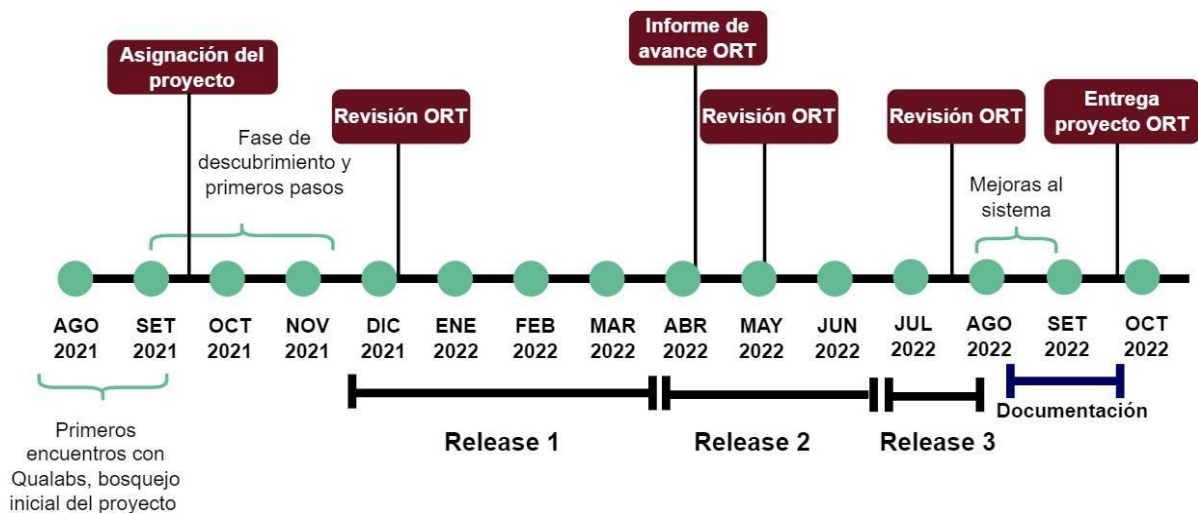 Asignación del
proyecto
Fase de
descubrimiento y
primeros pasos
Revisión ORT
Informe de
avance ORT
Revisión ORT
Revisión ORT
Entrega
proyecto ORT
Mejoras al
sistema
AGO
2021
SET
2021
OCT
2021
NOV
2021
DIC
2021
ENE
2022
FEB
2022
MAR
2022
ABR
2022
MAY
2022
JUN
2022
JUL
2022
AGO
2022
SET
2022
OCT
2022
Primeros
encuentros con
Qualabs, bosquejo
inicial del proyecto
Release 1
Release 2
Release 3
Documentación